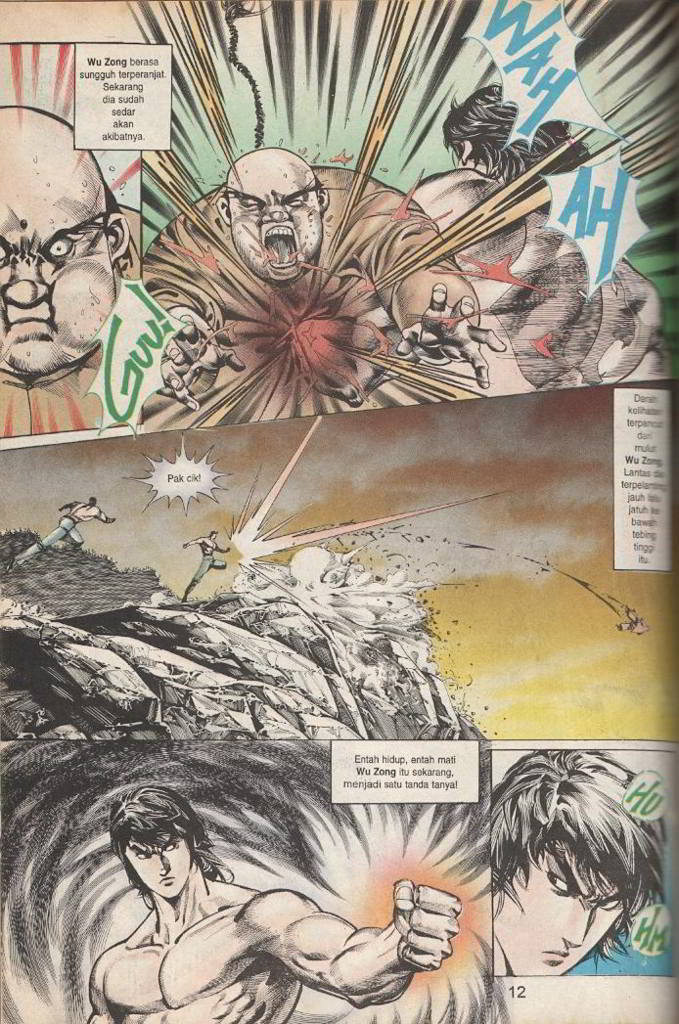 Wu Zong berasa
sungguh terperanjat.
Sekarang
dia sudah
sedar
akan
akibatnya.
WAH
AH
GUU!
Darah
kelihatan
terpancut
dari
mulut
Wu Zong.
Lantas dia
terpelanting
jauh lalu
jatuh ke
bawah
tebing
tinggi
itu.
Pak cik!
Entah hidup, entah mati
Wu Zong itu sekarang,
menjadi satu tanda tanya!
HU
HM
12